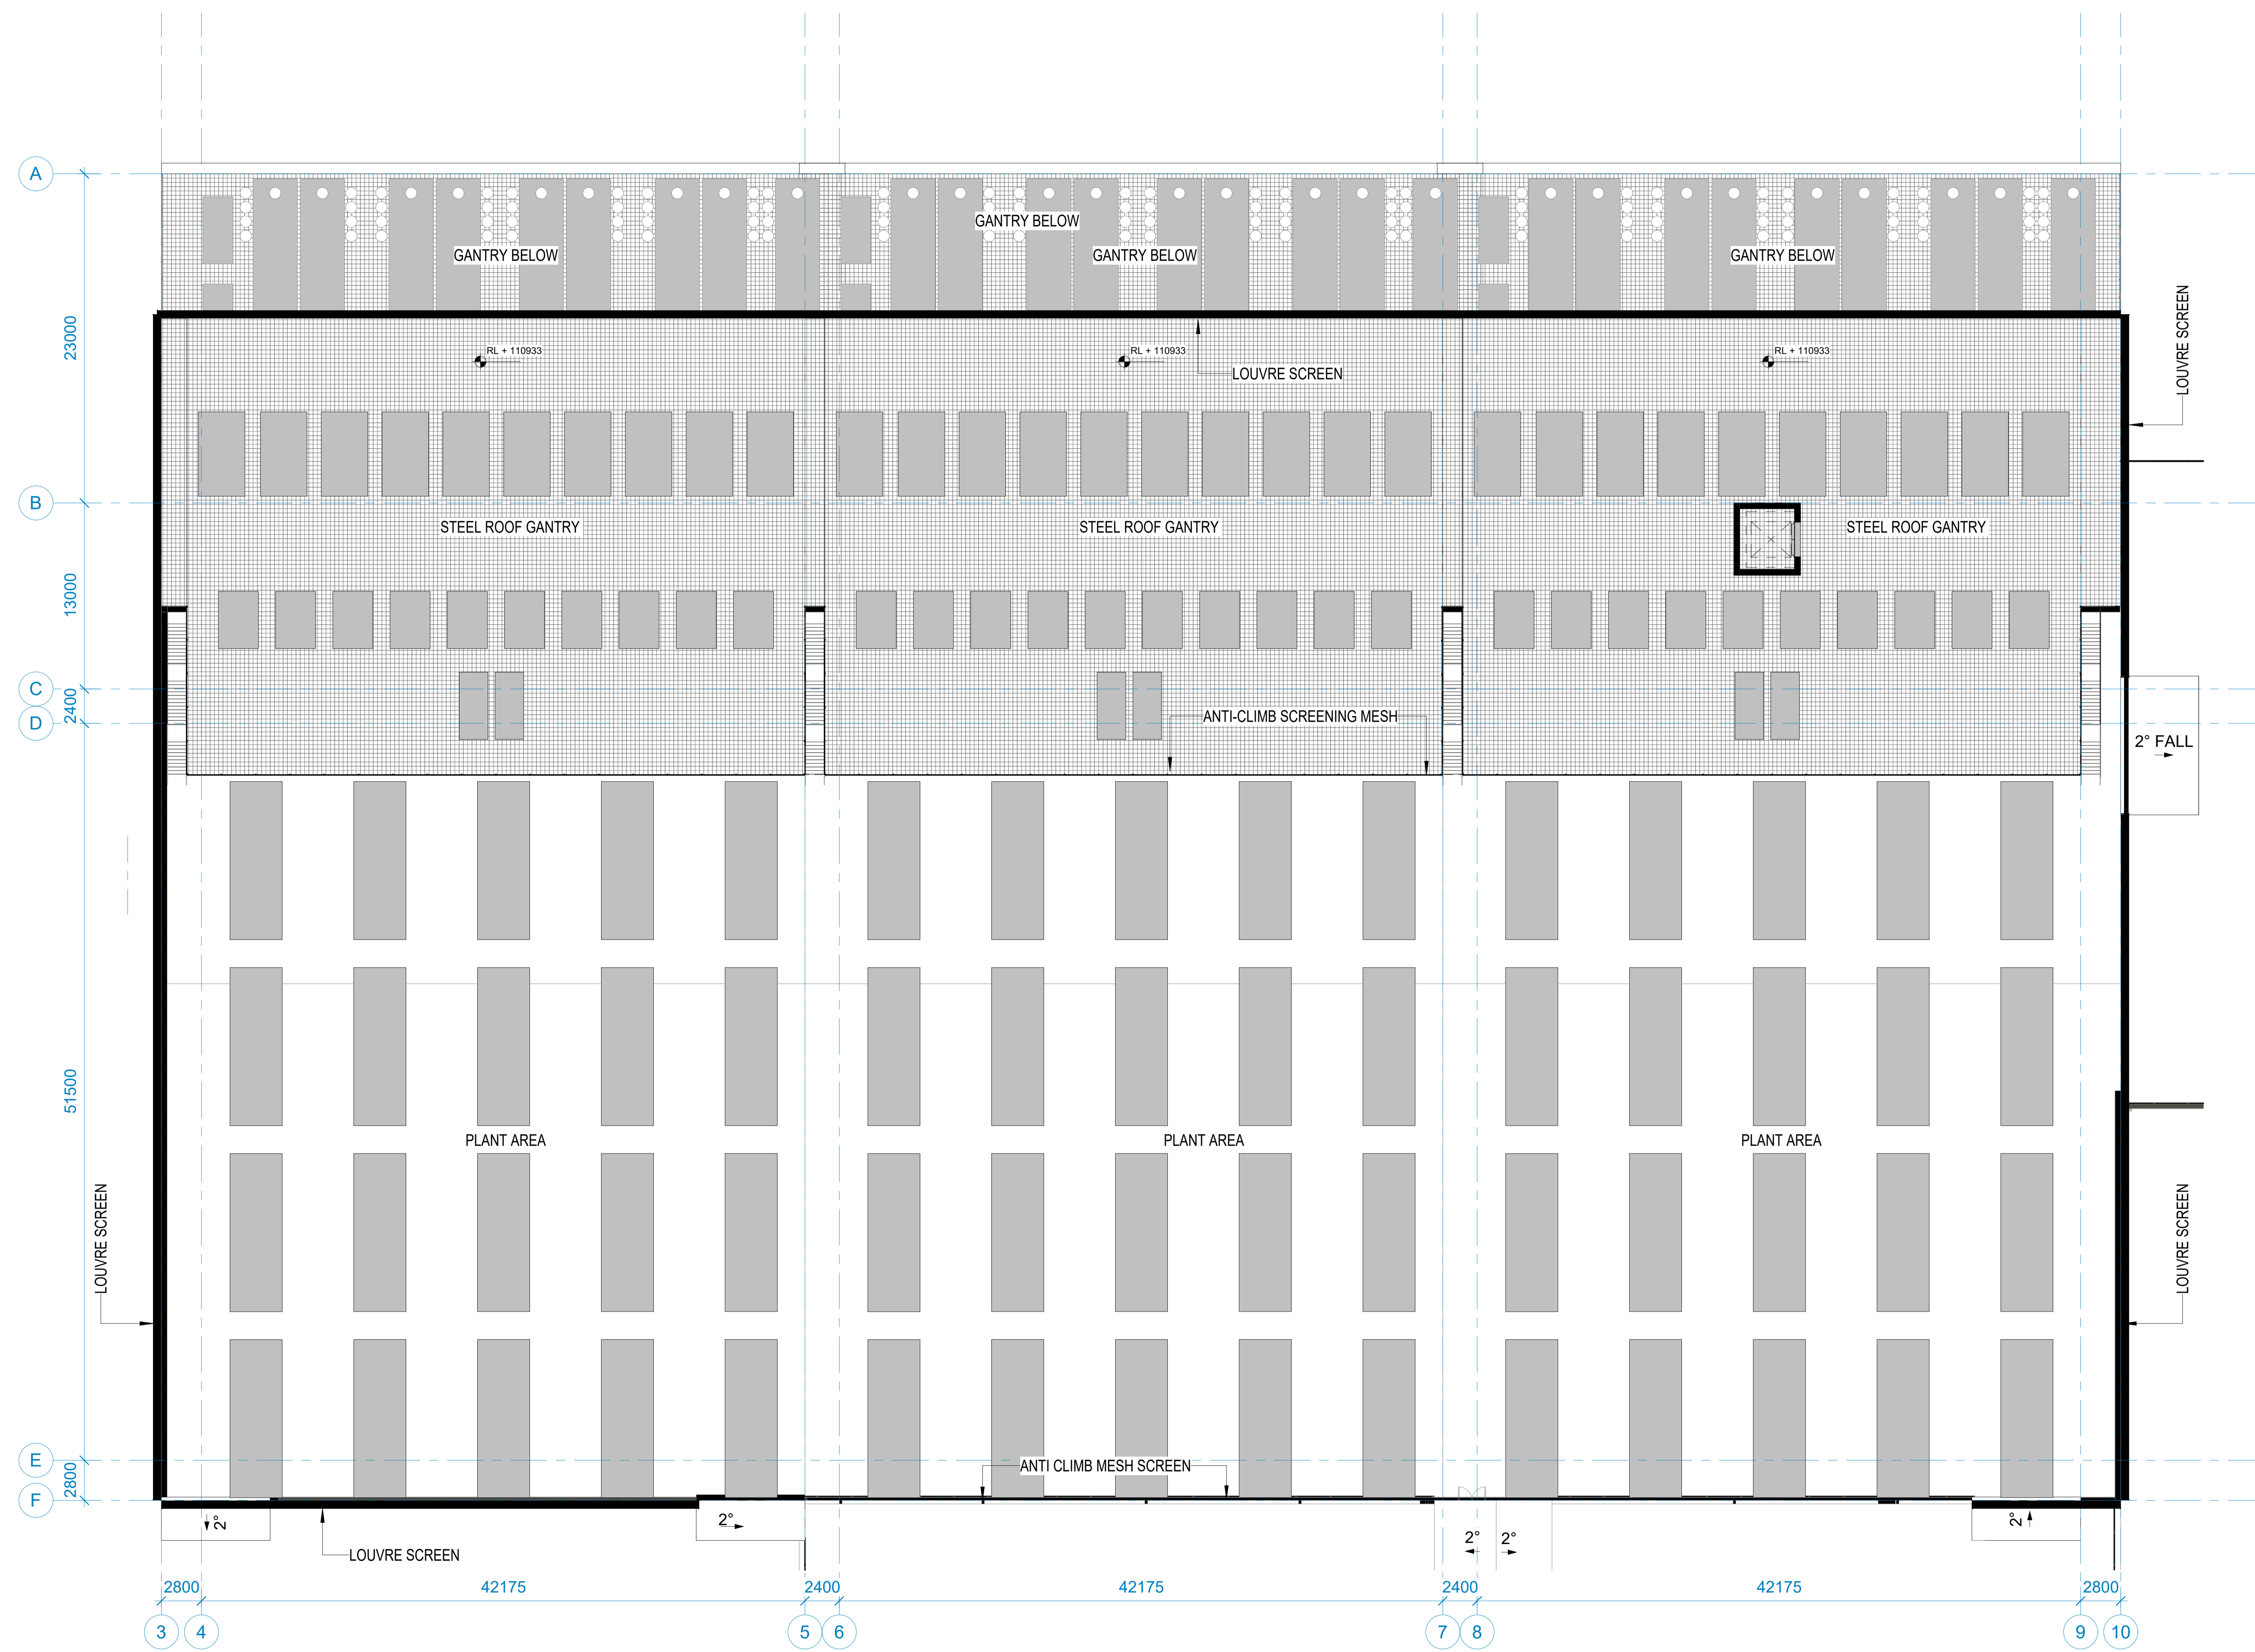 A
GANTRY BELOW
GANTRY BELOW
GANTRY BELOW
GANTRY BELOW
LOUVRE SCREEN
23000
RL + 110933
RL + 110933
RL + 110933
LOUVRE SCREEN
B
STEEL ROOF GANTRY
STEEL ROOF GANTRY
STEEL ROOF GANTRY
13000
C
2400
D
ANTI-CLIMB SCREENING MESH
2° FALL
51500
PLANT AREA
PLANT AREA
PLANT AREA
LOUVRE SCREEN
LOUVRE SCREEN
E
2800
ANTI CLIMB MESH SCREEN
F
2°
2°
2°
2°
2°
LOUVRE SCREEN
2800
42175
2400
42175
2400
42175
2800
3
4
5
6
7
8
9
10